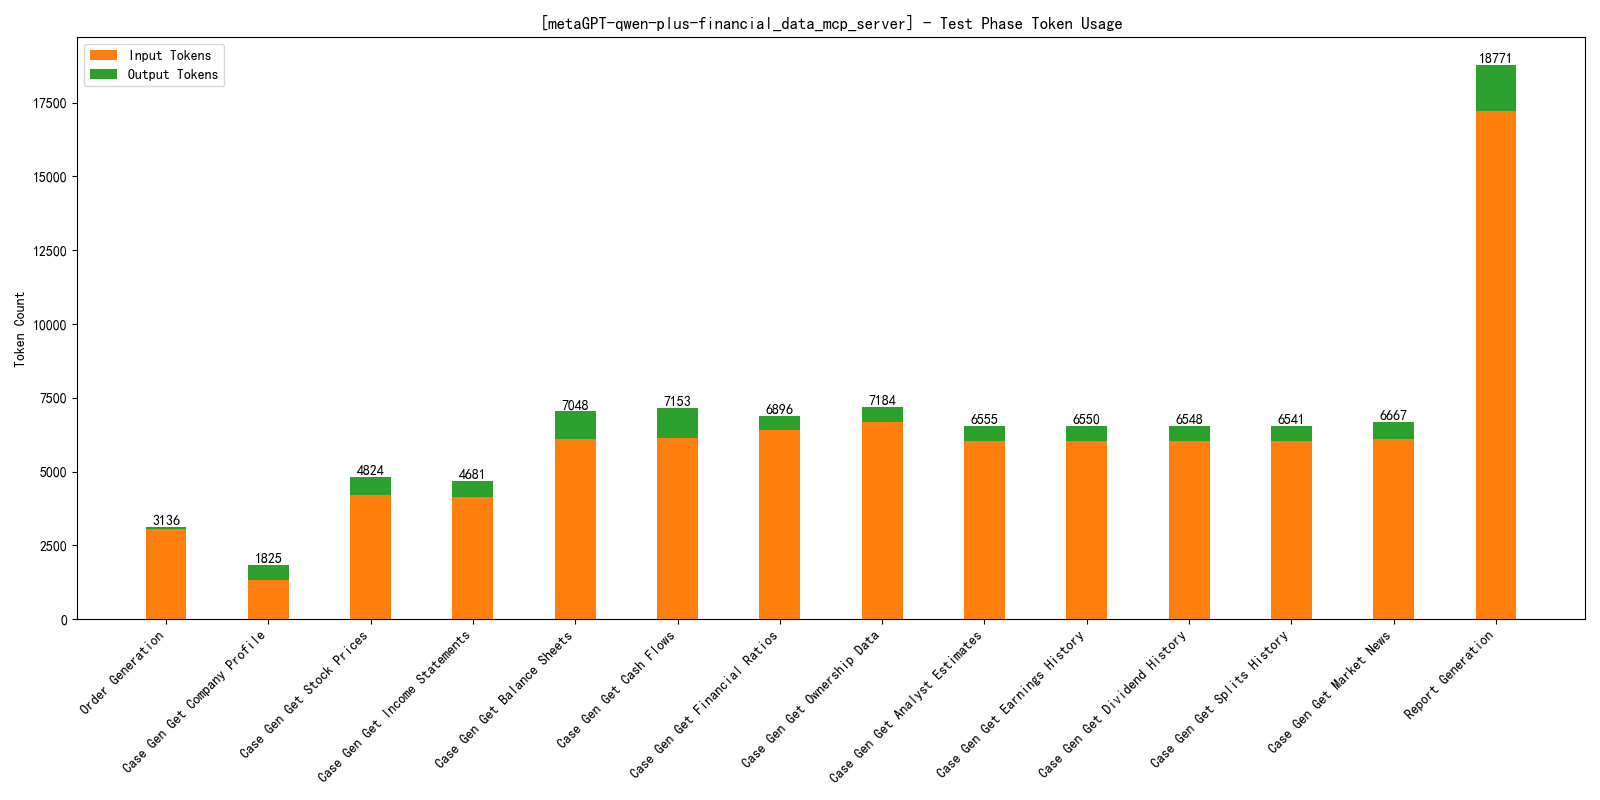 [metaGPT-qwen-plus-financial_data_mcp_server] - Test Phase Token Usage
Input Tokens
Output Tokens
Token Count
17500
15000
12500
10000
7500
5000
2500
0
3136
1825
4824
4681
7048
7153
6896
7184
6555
6550
6548
6541
6667
18771
Order Generation
Case Gen Get Company Profile
Case Gen Get Stock Prices
Case Gen Get Income Statements
Case Gen Get Balance Sheets
Case Gen Get Cash Flows
Case Gen Get Financial Ratios
Case Gen Get Ownership Data
Case Gen Get Analyst Estimates
Case Gen Get Earnings History
Case Gen Get Dividend History
Case Gen Get Splits History
Case Gen Get Market News
Report Generation